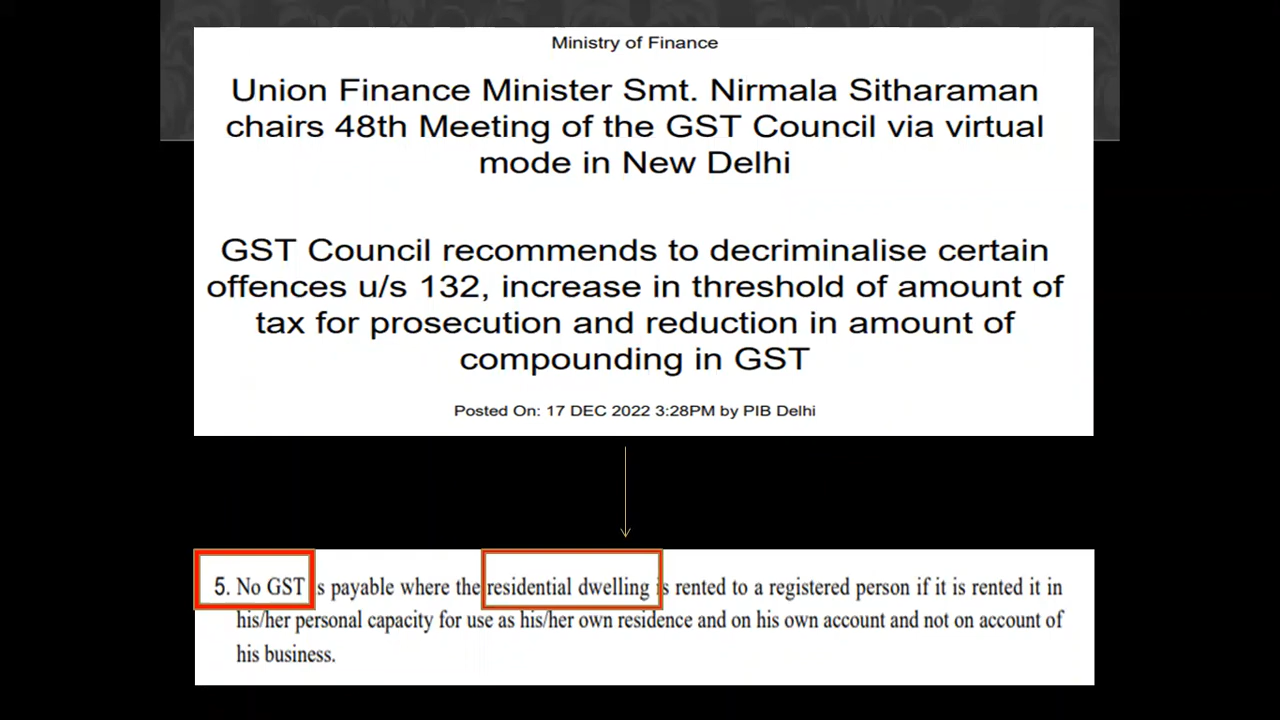 Ministry of Finance
Union Finance Minister Smt. Nirmala Sitharaman
chairs 48th Meeting of the GST Council via virtual
mode in New Delhi
GST Council recommends to decriminalise certain
offences u/s 132, increase in threshold of amount of
tax for prosecution and reduction in amount of
compounding in GST
Posted On: 17 DEC 2022 3:28PM by PIB Delhi
5. No GST is payable where the residential dwelling is rented to a registered person if it is rented it in
his/her personal capacity for use as his/her own residence and on his own account and not on account of
his business.